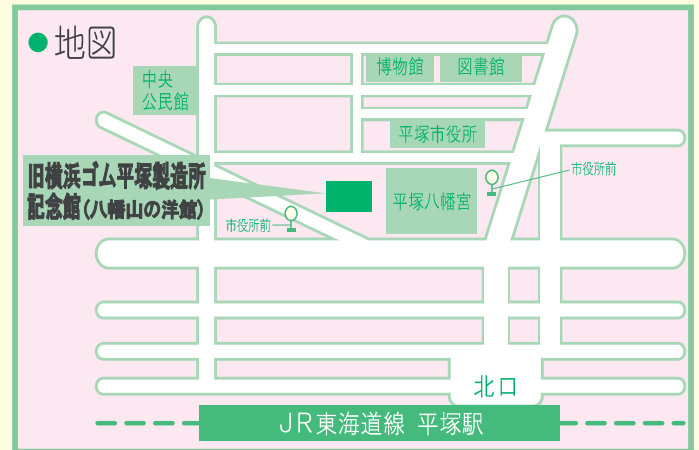 ●地図
中央
公民館
博物館
図書館
平塚市役所
旧横浜ゴム平塚製造所
記念館(八幡山の洋館)
平塚八幡宮
市役所前
市役所前
北口
JR東海道線 平塚駅